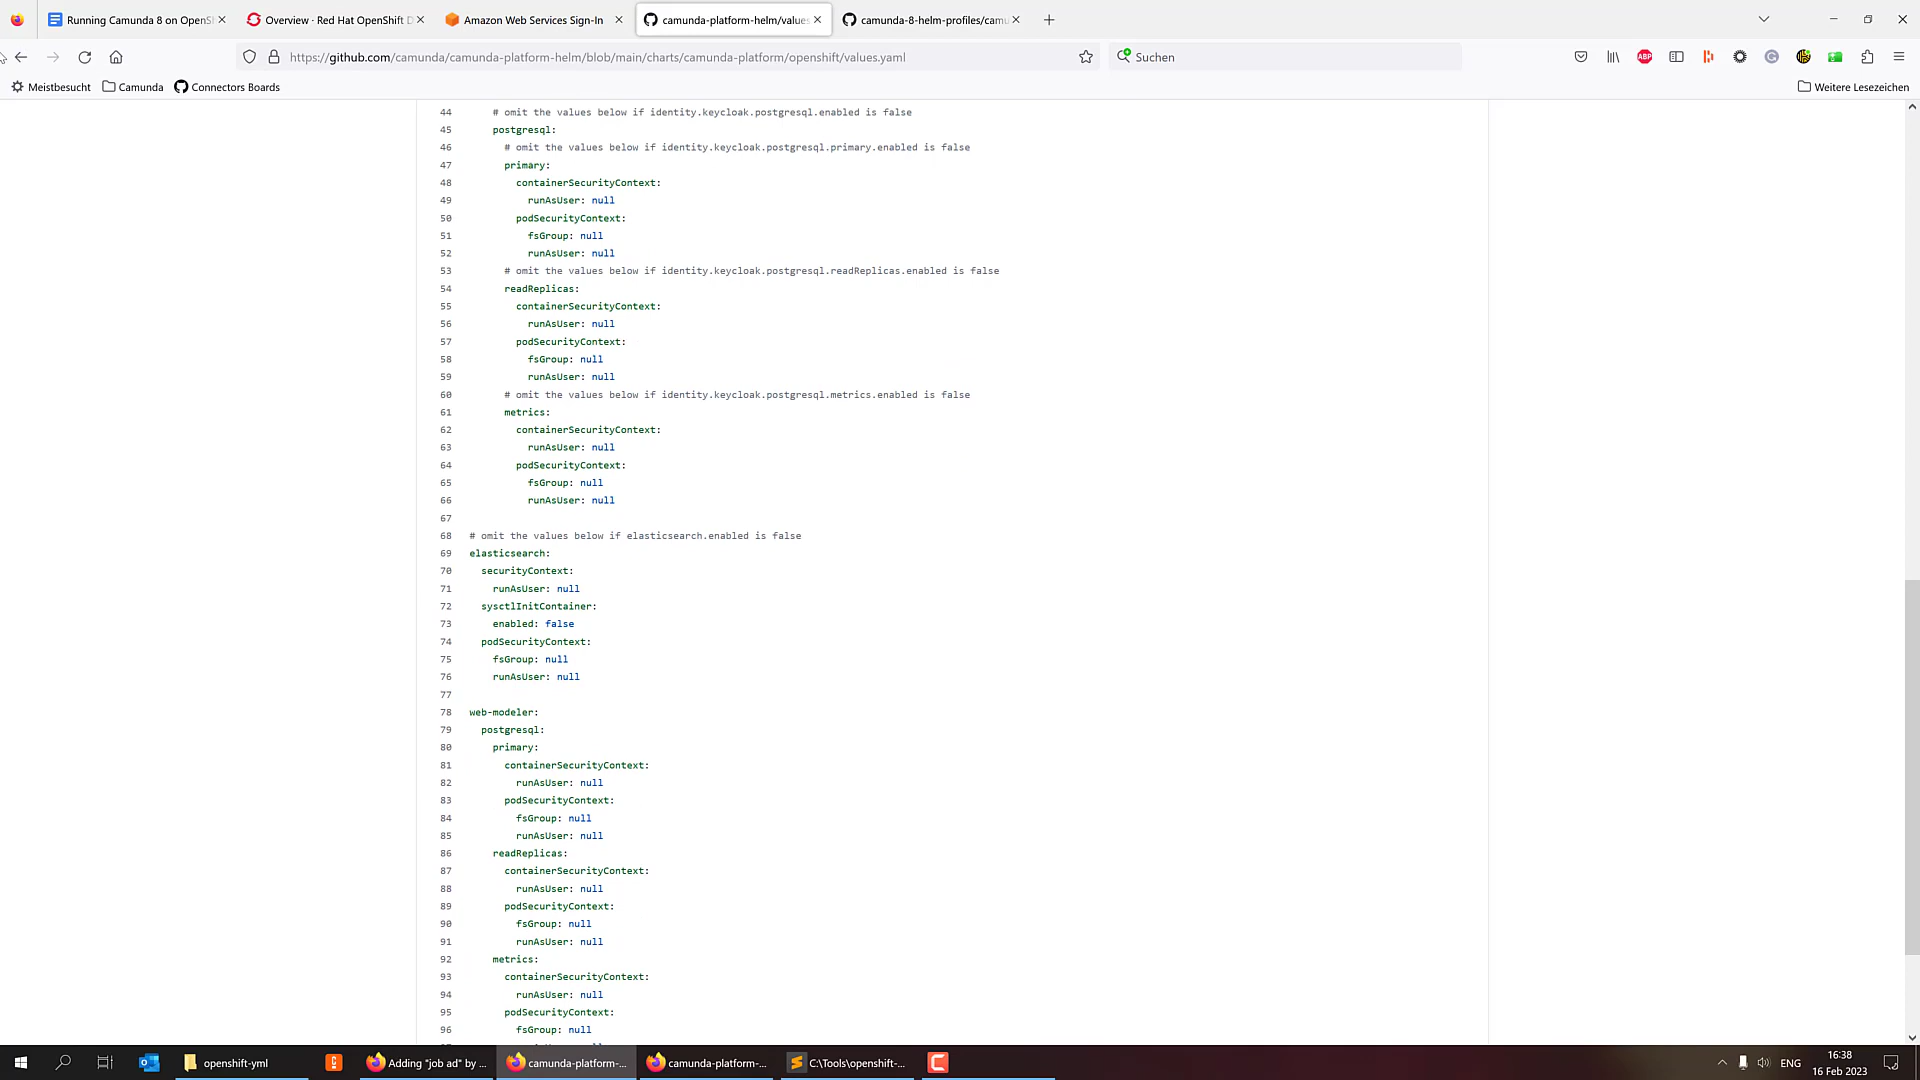 Running Camunda 8 on OpenSl
Overview · Red Hat OpenShift D
Amazon Web Services Sign-In
camunda-platform-helm/values
camunda-8-helm-profiles/camu
https://github.com/camunda/camunda-platform-helm/blob/main/charts/camunda-platform/openshift/values.yaml
Suchen
ABP
Meistbesucht
Camunda
Connectors Boards
Weitere Lesezeichen
44 # omit the values below if identity.keycloak.postgresql.enabled is false
45 postgresql:
46 # omit the values below if identity.keycloak.postgresql.primary.enabled is false
47 primary:
48 containerSecurityContext:
49 runAsUser: null
50 podSecurityContext:
51 fsGroup: null
52 runAsUser: null
53 # omit the values below if identity.keycloak.postgresql.readReplicas.enabled is false
54 readReplicas:
55 containerSecurityContext:
56 runAsUser: null
57 podSecurityContext:
58 fsGroup: null
59 runAsUser: null
60 # omit the values below if identity.keycloak.postgresql.metrics.enabled is false
61 metrics:
62 containerSecurityContext:
63 runAsUser: null
64 podSecurityContext:
65 fsGroup: null
66 runAsUser: null
67
68 # omit the values below if elasticsearch.enabled is false
69 elasticsearch:
70 securityContext:
71 runAsUser: null
72 sysctlInitContainer:
73 enabled: false
74 podSecurityContext:
75 fsGroup: null
76 runAsUser: null
77
78 web-modeler:
79 postgresql:
80 primary:
81 containerSecurityContext:
82 runAsUser: null
83 podSecurityContext:
84 fsGroup: null
85 runAsUser: null
86 readReplicas:
87 containerSecurityContext:
88 runAsUser: null
89 podSecurityContext:
90 fsGroup: null
91 runAsUser: null
92 metrics:
93 containerSecurityContext:
94 runAsUser: null
95 podSecurityContext:
96 fsGroup: null
openshift-yml
Adding "job ad" by ...
camunda-platform-...
camunda-platform-...
C:\Tools\openshift-...
ENG
16:38
16 Feb 2023